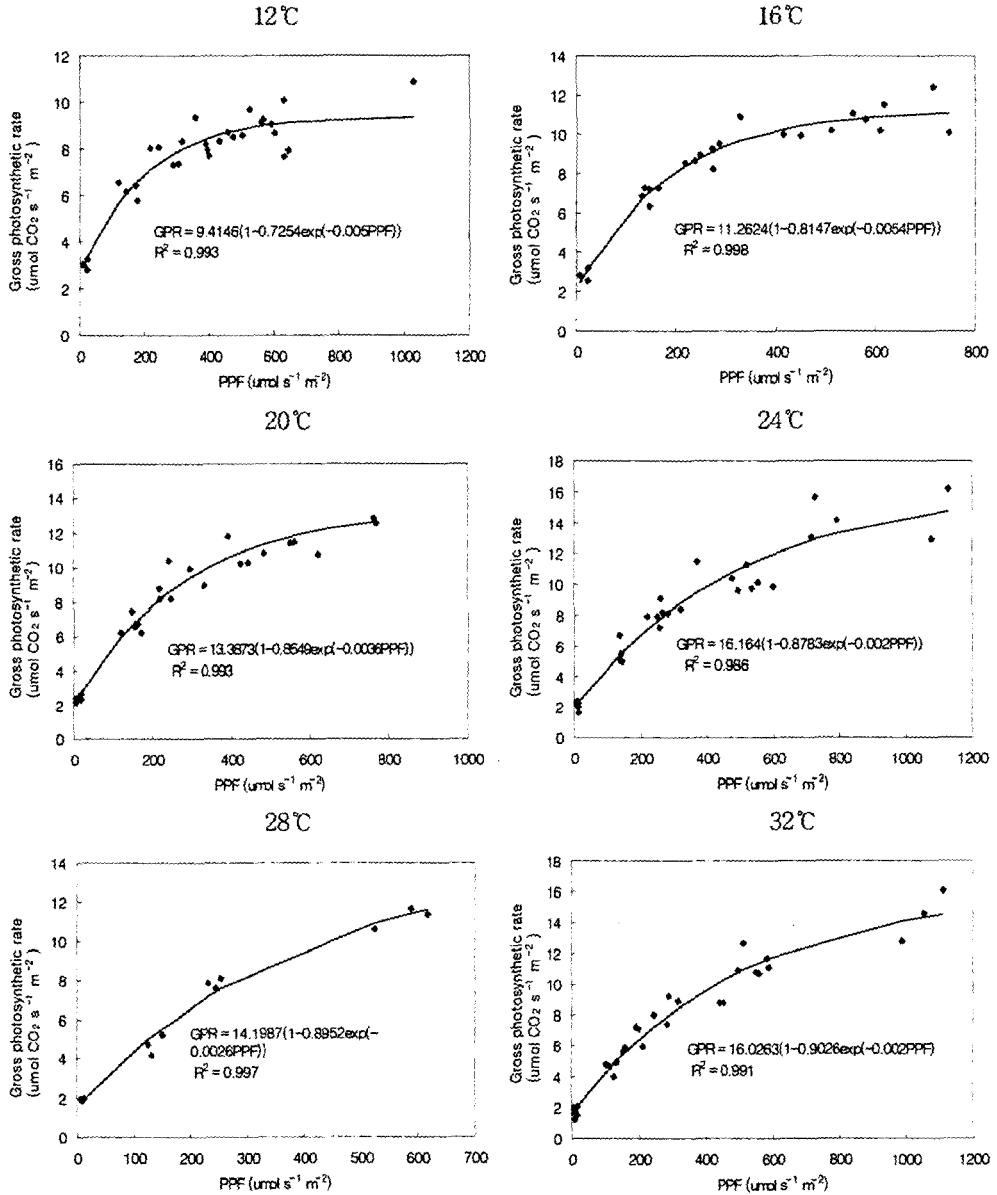 12℃
Gross photosynthetic rate
(umol CO₂ s⁻¹ m⁻²)
12
10
8
6
4
2
0
GPR = 9.4146(1-0.7254exp(-0.005PPF))
R² = 0.993
0 200 400 600 800 1000 1200
PPF (umol s⁻¹ m⁻²)
16℃
Gross photosynthetic rate
(umol CO₂ s⁻¹ m⁻²)
14
12
10
8
6
4
2
0
GPR = 11.2624(1-0.8147exp(-0.0054PPF))
R² = 0.998
0 200 400 600 800
PPF (umol s⁻¹ m⁻²)
20℃
Gross photosynthetic rate
(umol CO₂ s⁻¹ m⁻²)
16
14
12
10
8
6
4
2
0
GPR = 13.3873(1-0.8549exp(-0.0036PPF))
R² = 0.993
0 200 400 600 800 1000
PPF (umol s⁻¹ m⁻²)
24℃
Gross photosynthetic rate
(umol CO₂ s⁻¹ m⁻²)
18
16
14
12
10
8
6
4
2
0
GPR = 16.164(1-0.8783exp(-0.002PPF))
R² = 0.986
0 200 400 600 800 1000 1200
PPF (umol s⁻¹ m⁻²)
28℃
Gross photosynthetic rate
(umol CO₂ s⁻¹ m⁻²)
14
12
10
8
6
4
2
0
GPR = 14.1987(1-0.8952exp(-
0.0026PPF))
R² = 0.997
0 100 200 300 400 500 600 700
PPF (umol s⁻¹ m⁻²)
32℃
Gross photosynthetic rate
(umol CO₂ s⁻¹ m⁻²)
18
16
14
12
10
8
6
4
2
0
GPR = 16.0263(1-0.9026exp(-0.002PPF)
R² = 0.991
0 200 400 600 800 1000 1200
PPF (umol s⁻¹ m⁻²)